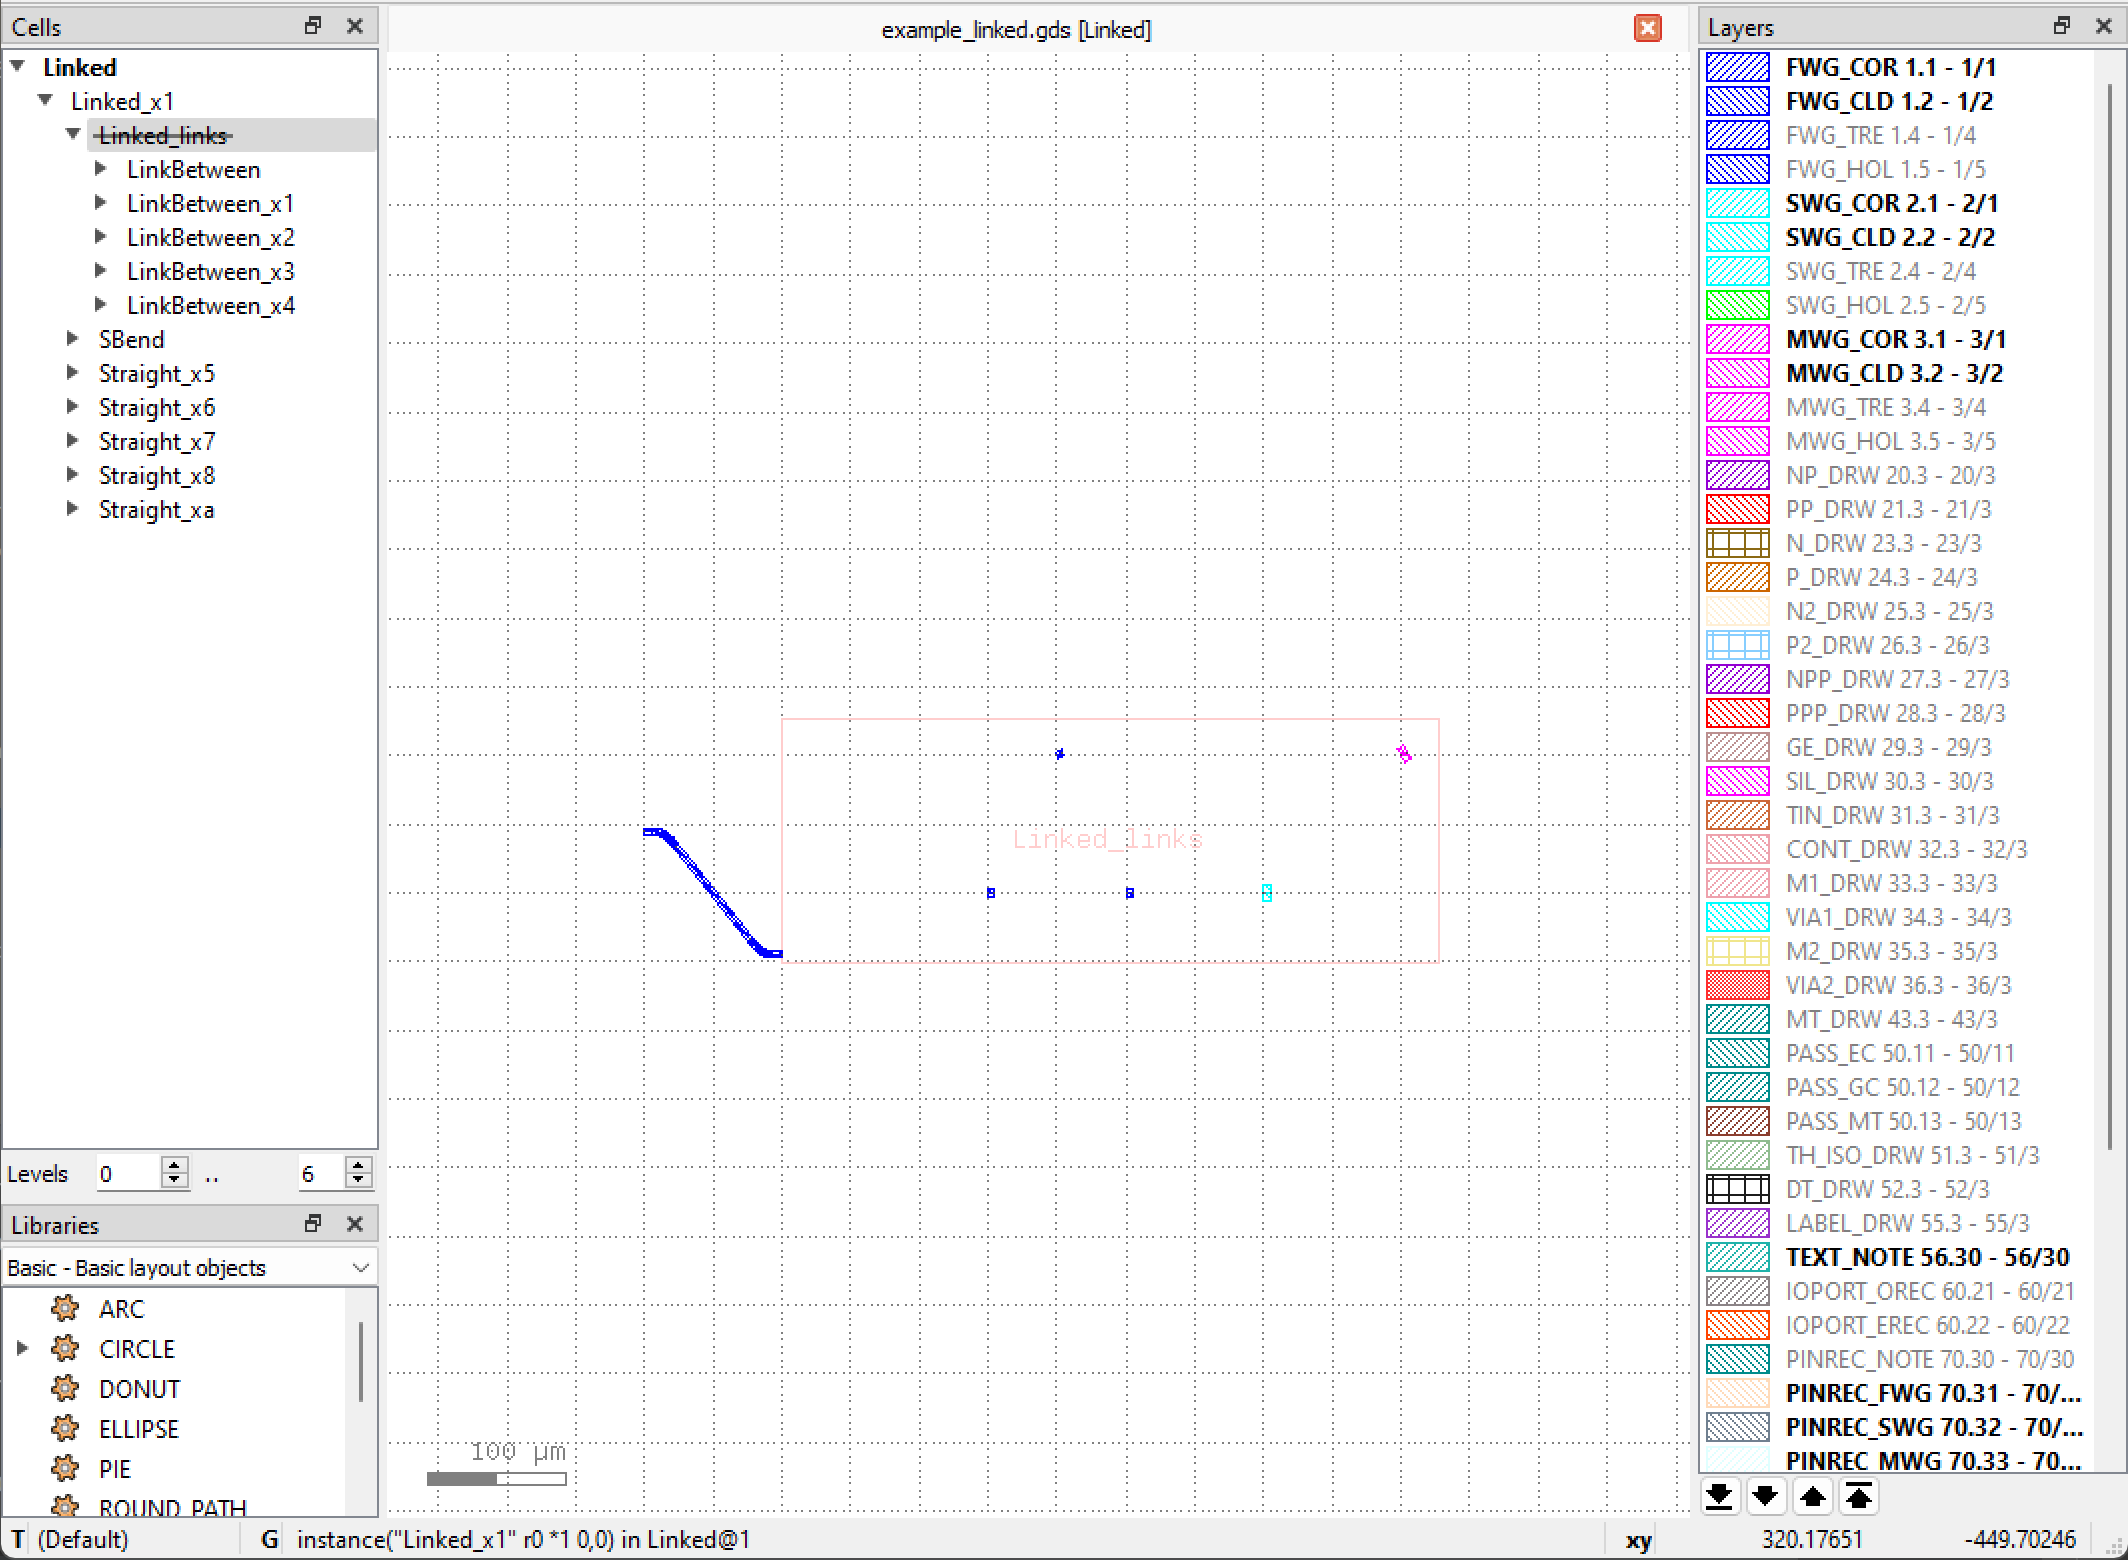 Cells
Linked
Linked_x1
Linked_links
LinkBetween
LinkBetween_x1
LinkBetween_x2
LinkBetween_x3
LinkBetween_x4
SBend
Straight_x5
Straight_x6
Straight_x7
Straight_x8
Straight_xa
Levels 0 .. 6
Libraries
Basic - Basic layout objects
ARC
CIRCLE
DONUT
ELLIPSE
PIE
ROUND_PATH
example_linked.gds [Linked]
Linked_links
100 µm
Layers
FWG_COR 1.1 - 1/1
FWG_CLD 1.2 - 1/2
FWG_TRE 1.4 - 1/4
FWG_HOL 1.5 - 1/5
SWG_COR 2.1 - 2/1
SWG_CLD 2.2 - 2/2
SWG_TRE 2.4 - 2/4
SWG_HOL 2.5 - 2/5
MWG_COR 3.1 - 3/1
MWG_CLD 3.2 - 3/2
MWG_TRE 3.4 - 3/4
MWG_HOL 3.5 - 3/5
NP_DRW 20.3 - 20/3
PP_DRW 21.3 - 21/3
N_DRW 23.3 - 23/3
P_DRW 24.3 - 24/3
N2_DRW 25.3 - 25/3
P2_DRW 26.3 - 26/3
NPP_DRW 27.3 - 27/3
PPP_DRW 28.3 - 28/3
GE_DRW 29.3 - 29/3
SIL_DRW 30.3 - 30/3
TIN_DRW 31.3 - 31/3
CONT_DRW 32.3 - 32/3
M1_DRW 33.3 - 33/3
VIA1_DRW 34.3 - 34/3
M2_DRW 35.3 - 35/3
VIA2_DRW 36.3 - 36/3
MT_DRW 43.3 - 43/3
PASS_EC 50.11 - 50/11
PASS_GC 50.12 - 50/12
PASS_MT 50.13 - 50/13
TH_ISO_DRW 51.3 - 51/3
DT_DRW 52.3 - 52/3
LABEL_DRW 55.3 - 55/3
TEXT_NOTE 56.30 - 56/30
IOPORT_OREC 60.21 - 60/21
IOPORT_EREC 60.22 - 60/22
PINREC_NOTE 70.30 - 70/30
PINREC_FWG 70.31 - 70/...
PINREC_SWG 70.32 - 70/...
PINREC_MWG 70.33 - 70...
T (Default) G instance("Linked_x1" r0 *1 0,0) in Linked@1 xy 320.17651 -449.70246